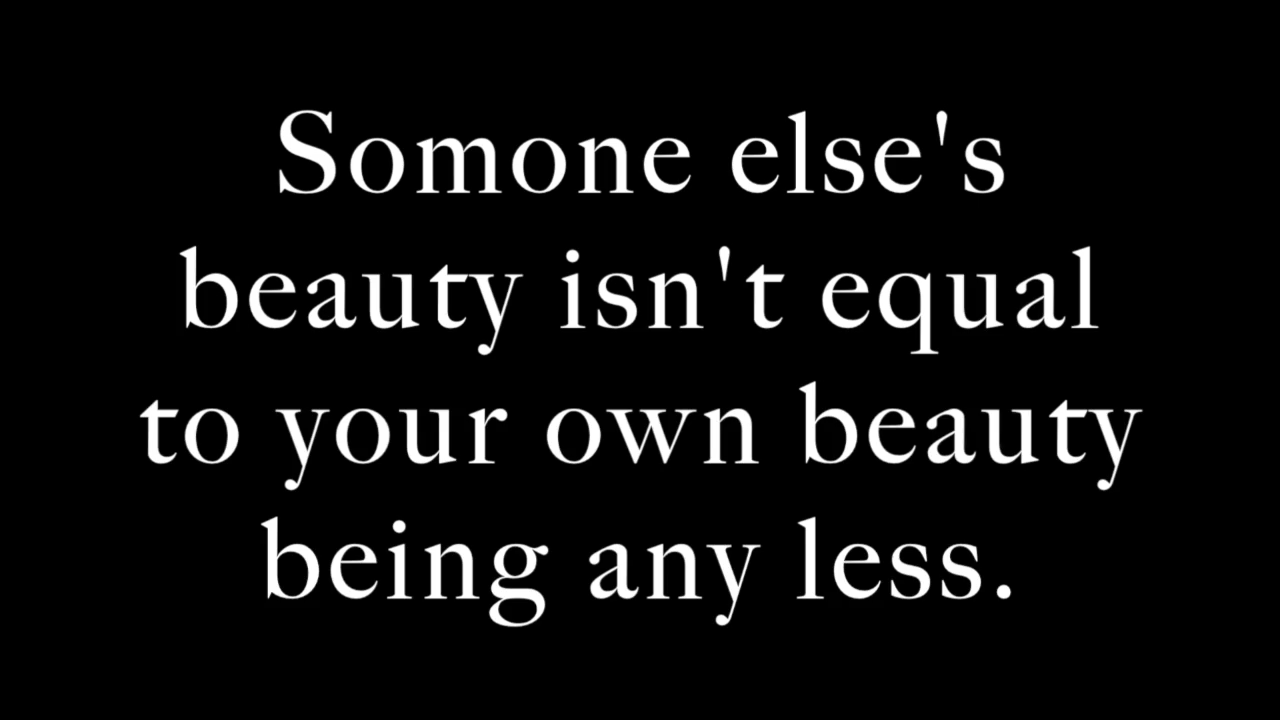 Somone else's
beauty isn't equal
to your own beauty
being any less.